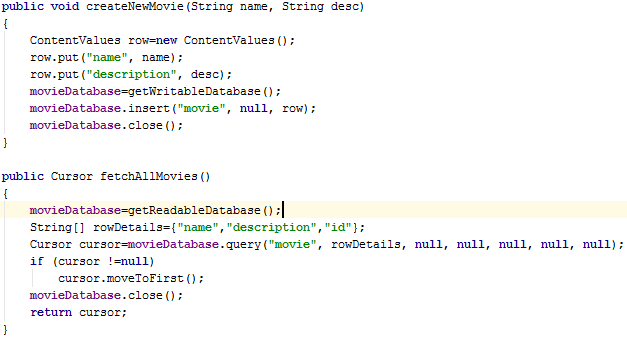 public void createNewMovie(String name, String desc)
{
    ContentValues row=new ContentValues();
    row.put("name", name);
    row.put("description", desc);
    movieDatabase=getWritableDatabase();
    movieDatabase.insert("movie", null, row);
    movieDatabase.close();
}

public Cursor fetchAllMovies()
{
    movieDatabase=getReadableDatabase();
    String[] rowDetails={"name","description","id"};
    Cursor cursor=movieDatabase.query("movie", rowDetails, null, null, null, null, null);
    if (cursor !=null)
        cursor.moveToFirst();
    movieDatabase.close();
    return cursor;
}